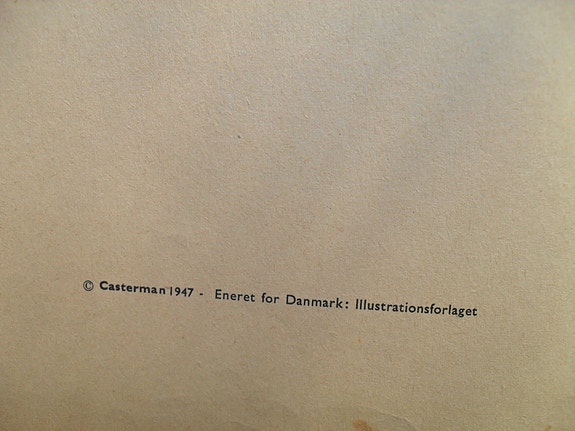 © Casterman 1947 - Eneret for Danmark: Illustrationsforlaget